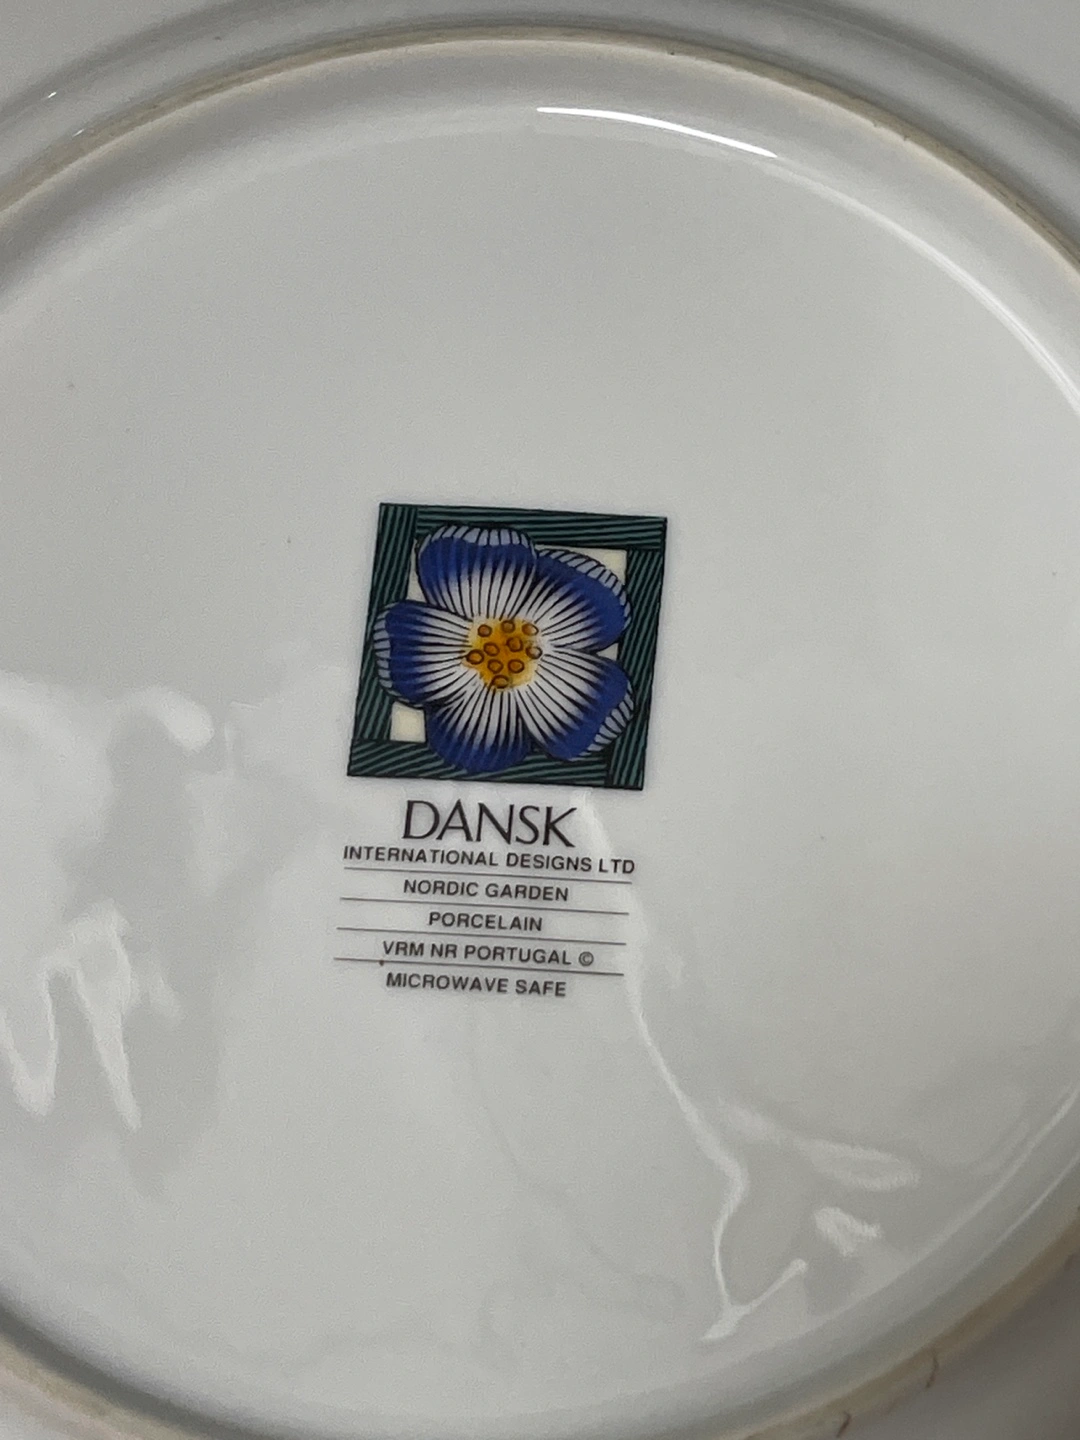 DANSK
INTERNATIONAL DESIGNS LTD
NORDIC GARDEN
PORCELAIN
VRM NR PORTUGAL ©
MICROWAVE SAFE